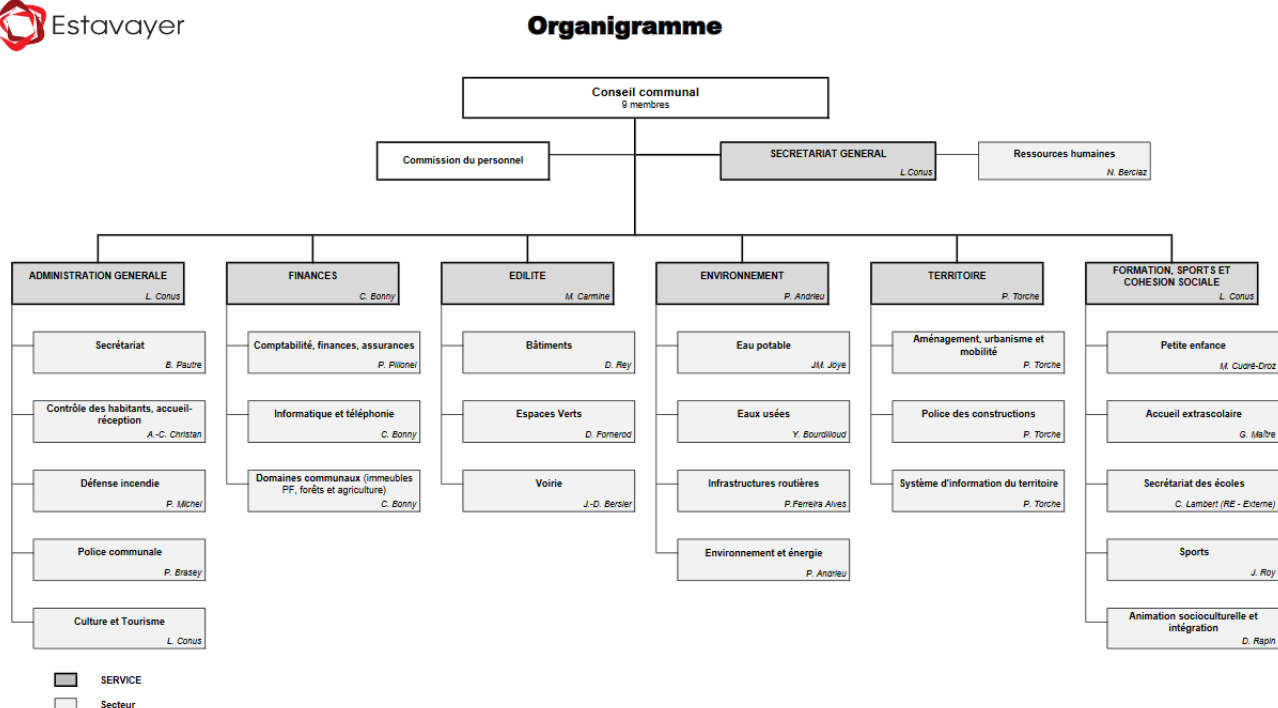 Estavayer
Organigramme
Conseil communal
9 membres
Commission du personnel
SECRETARIAT GENERAL
L.Conus
Ressources humaines
N. Berciaz
ADMINISTRATION GENERALE
L. Conus
FINANCES
C. Bonny
EDILITE
M. Carmine
ENVIRONNEMENT
P. Andrieu
TERRITOIRE
P. Torche
FORMATION, SPORTS ET
COHESION SOCIALE
L. Conus
Secrétariat
B. Pautre
Contrôle des habitants, accueil-
réception
A.-C. Christan
Défense incendie
P. Michel
Police communale
P. Brasey
Culture et Tourisme
L. Conus
Comptabilité, finances, assurances
P. Pillonel
Informatique et téléphonie
C. Bonny
Domaines communaux (immeubles
PF, forêts et agriculture)
C. Bonny
Bâtiments
D. Rey
Espaces Verts
D. Fornerod
Voirie
J.-D. Bersier
Eau potable
JM. Joye
Eaux usées
Y. Bourdilloud
Infrastructures routières
P.Ferreira Alves
Environnement et énergie
P. Andrieu
Aménagement, urbanisme et
mobilité
P. Torche
Police des constructions
P. Torche
Système d'information du territoire
P. Torche
Petite enfance
M. Cudré-Droz
Accueil extrascolaire
G. Maître
Secrétariat des écoles
C. Lambert (RE - Externe)
Sports
J. Roy
Animation socioculturelle et
intégration
D. Rapin
SERVICE
Secteur